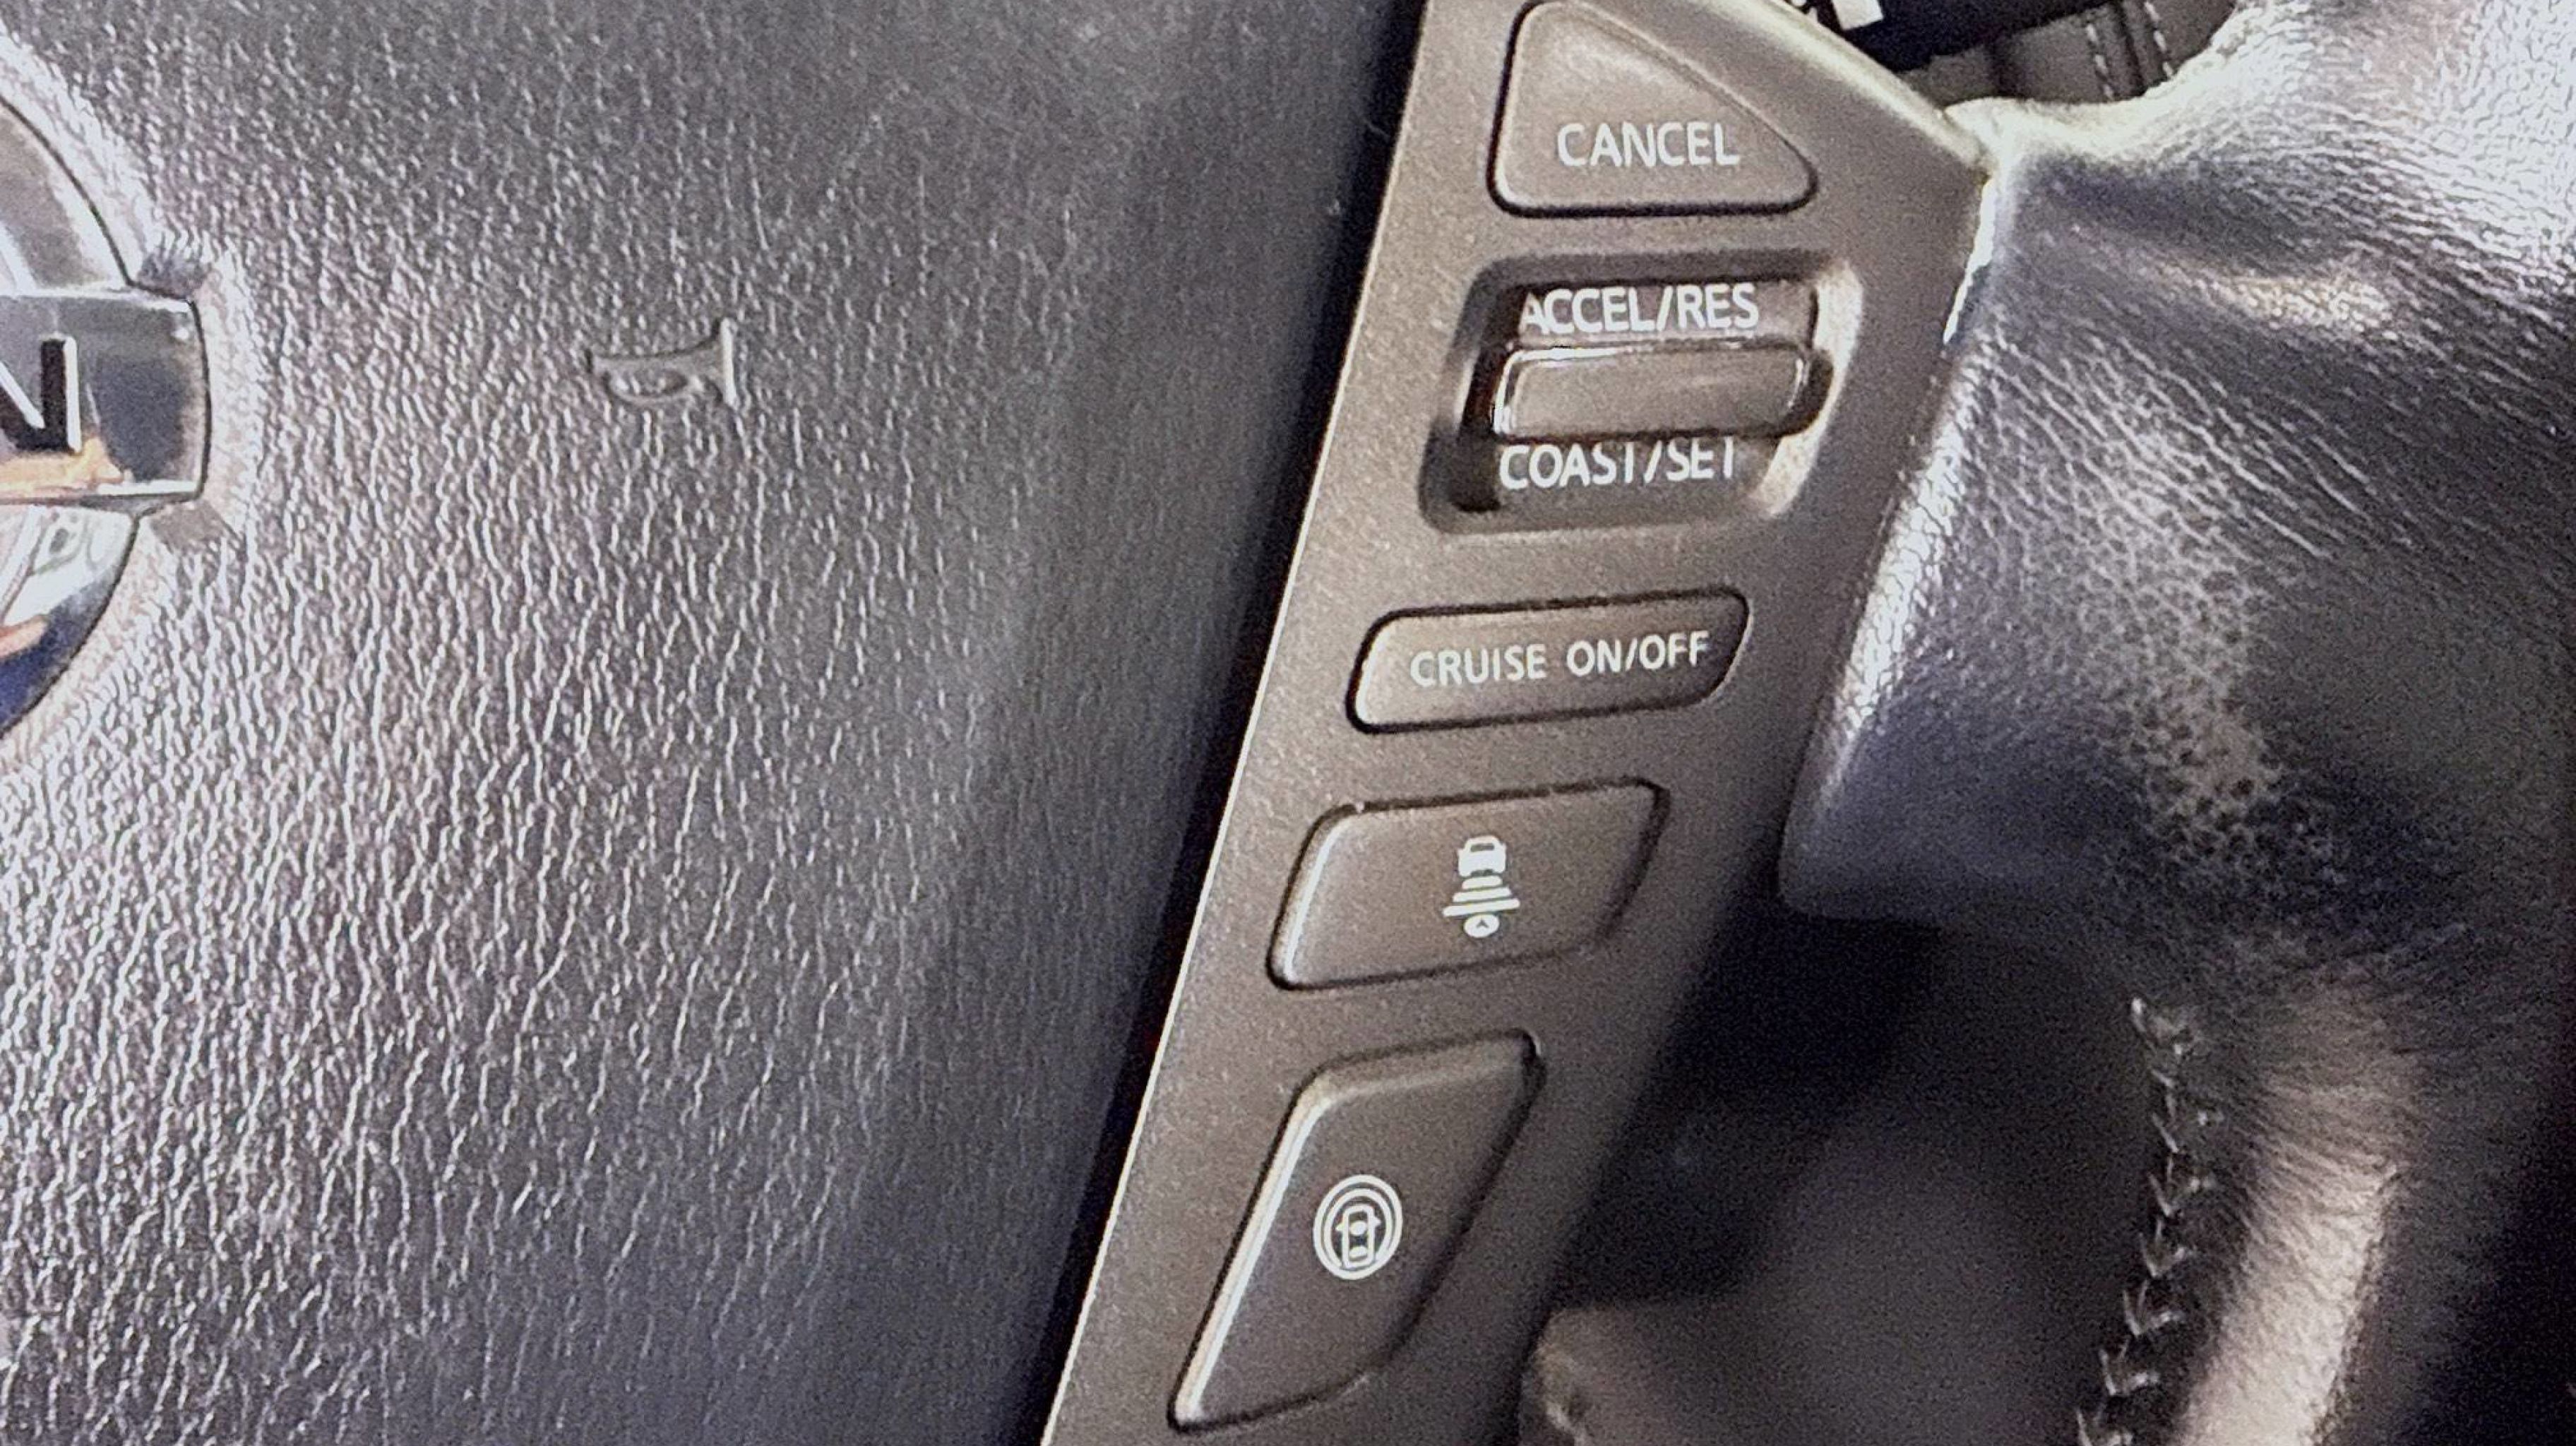 CANCEL
ACCEL/RES
N
COAST/SET
CRUISE ON/OFF